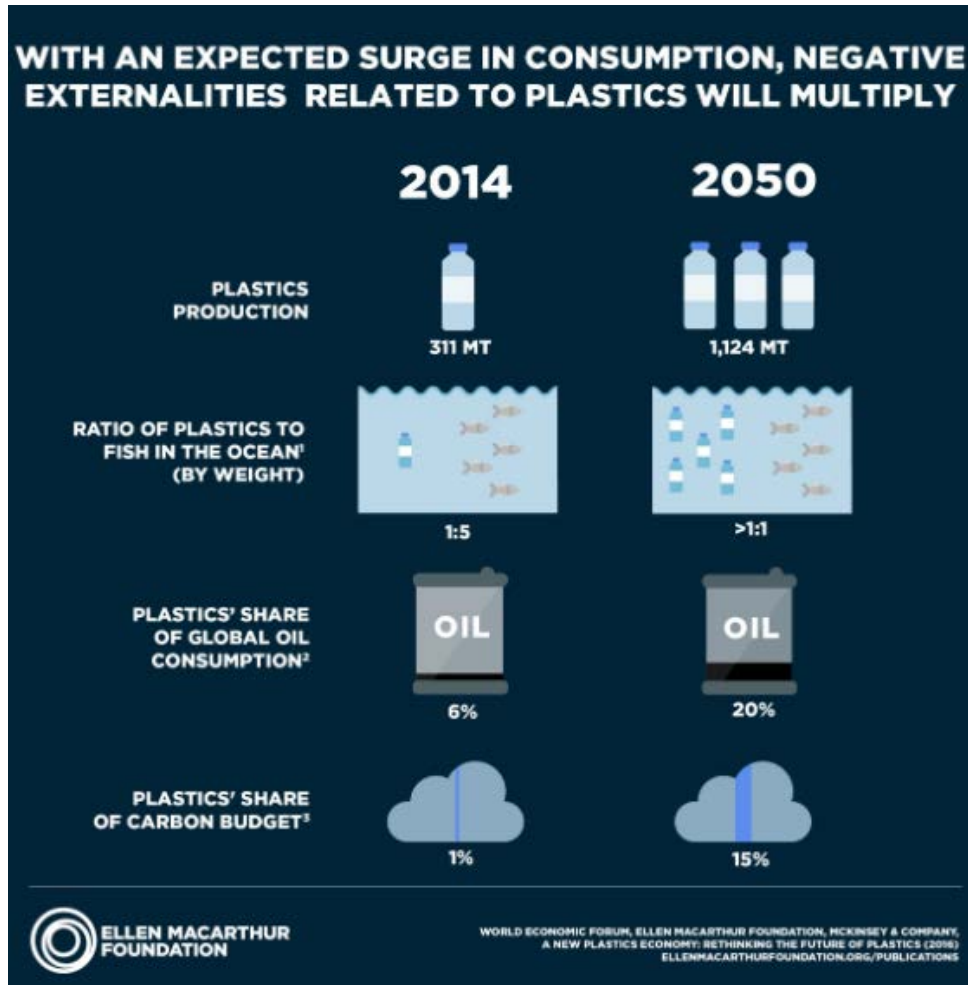 WITH AN EXPECTED SURGE IN CONSUMPTION, NEGATIVE
EXTERNALITIES RELATED TO PLASTICS WILL MULTIPLY
2014
2050
PLASTICS
PRODUCTION
311 MT
1,124 MT
RATIO OF PLASTICS TO
FISH IN THE OCEAN¹
(BY WEIGHT)
1:5
>1:1
PLASTICS' SHARE
OF GLOBAL OIL
CONSUMPTION²
OIL
OIL
6%
20%
PLASTICS' SHARE
OF CARBON BUDGET³
1%
15%
ELLEN MACARTHUR
FOUNDATION
WORLD ECONOMIC FORUM, ELLEN MACARTHUR FOUNDATION, MCKINSEY & COMPANY,
A NEW PLASTICS ECONOMY: RETHINKING THE FUTURE OF PLASTICS (2016)
ELLENMACARTHURFOUNDATION.ORG/PUBLICATIONS